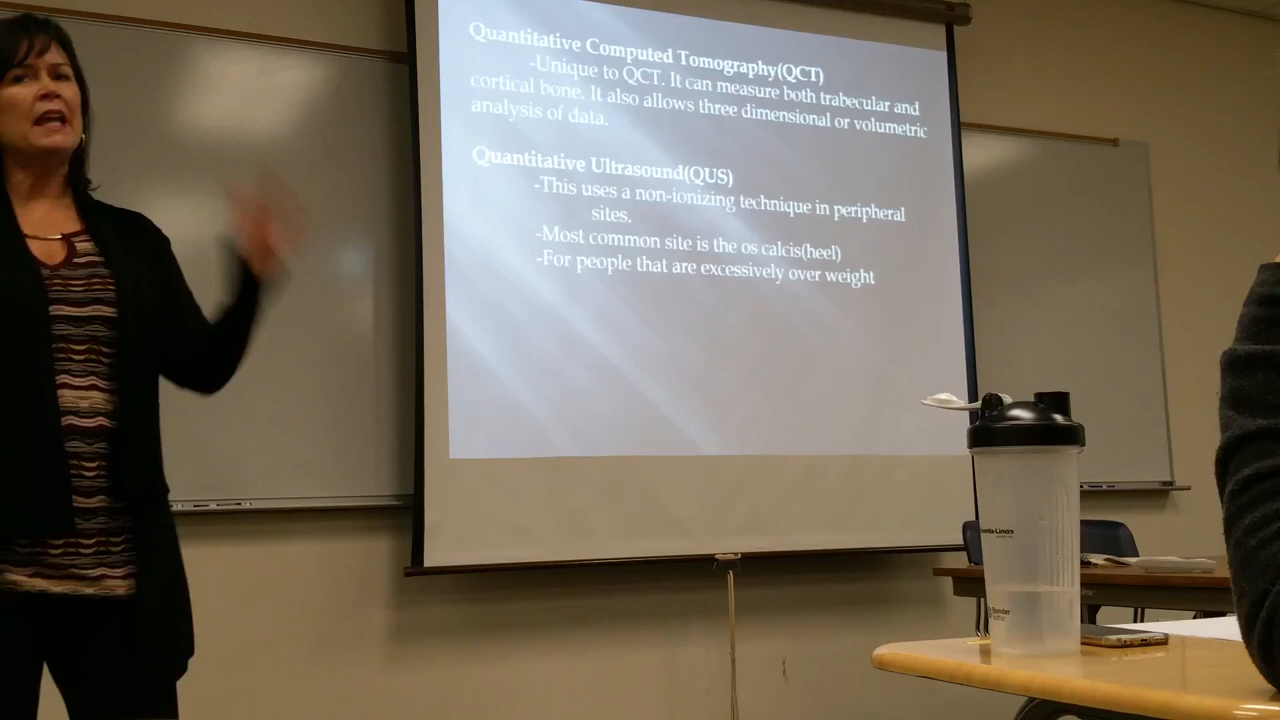 Quantitative Computed Tomography(QCT)
-Unique to QCT. It can measure both trabecular and
cortical bone. It also allows three dimensional or volumetric
analysis of data.
Quantitative Ultrasound(QUS)
-This uses a non-ionizing technique in peripheral
sites.
-Most common site is the os calcis(heel)
-For people that are excessively over weight
Blender